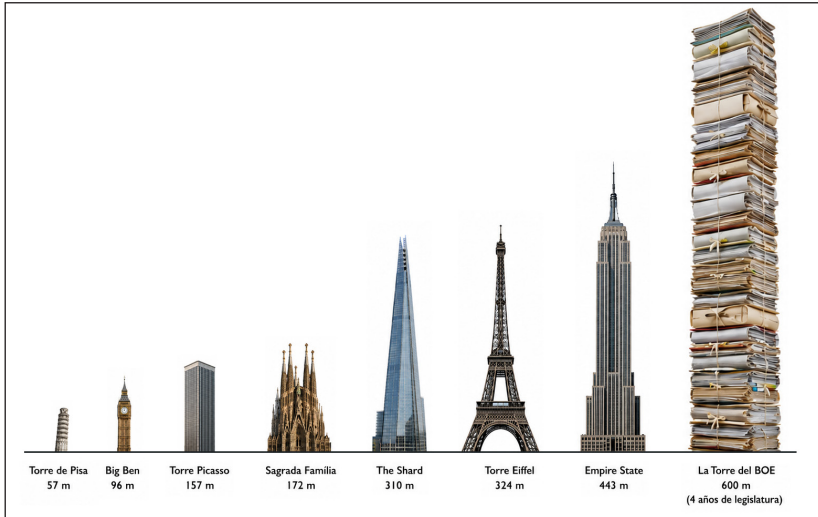 Torre de Pisa
57 m
Big Ben
96 m
Torre Picasso
157 m
Sagrada Família
172 m
The Shard
310 m
Torre Eiffel
324 m
Empire State
443 m
La Torre del BOE
600 m
(4 años de legislatura)